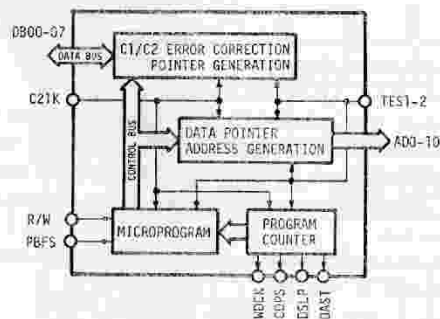 DB00-07
DATA BUS
C1/C2 ERROR CORRECTION
POINTER GENERATION
C21K
TEST-2
CONTROL BUS
DATA POINTER
ADDRESS GENERATION
AD0-10
R/W
PBFS
MICROPROGRAM
PROGRAM
COUNTER
WDCK
COPS
DSLP
DAST